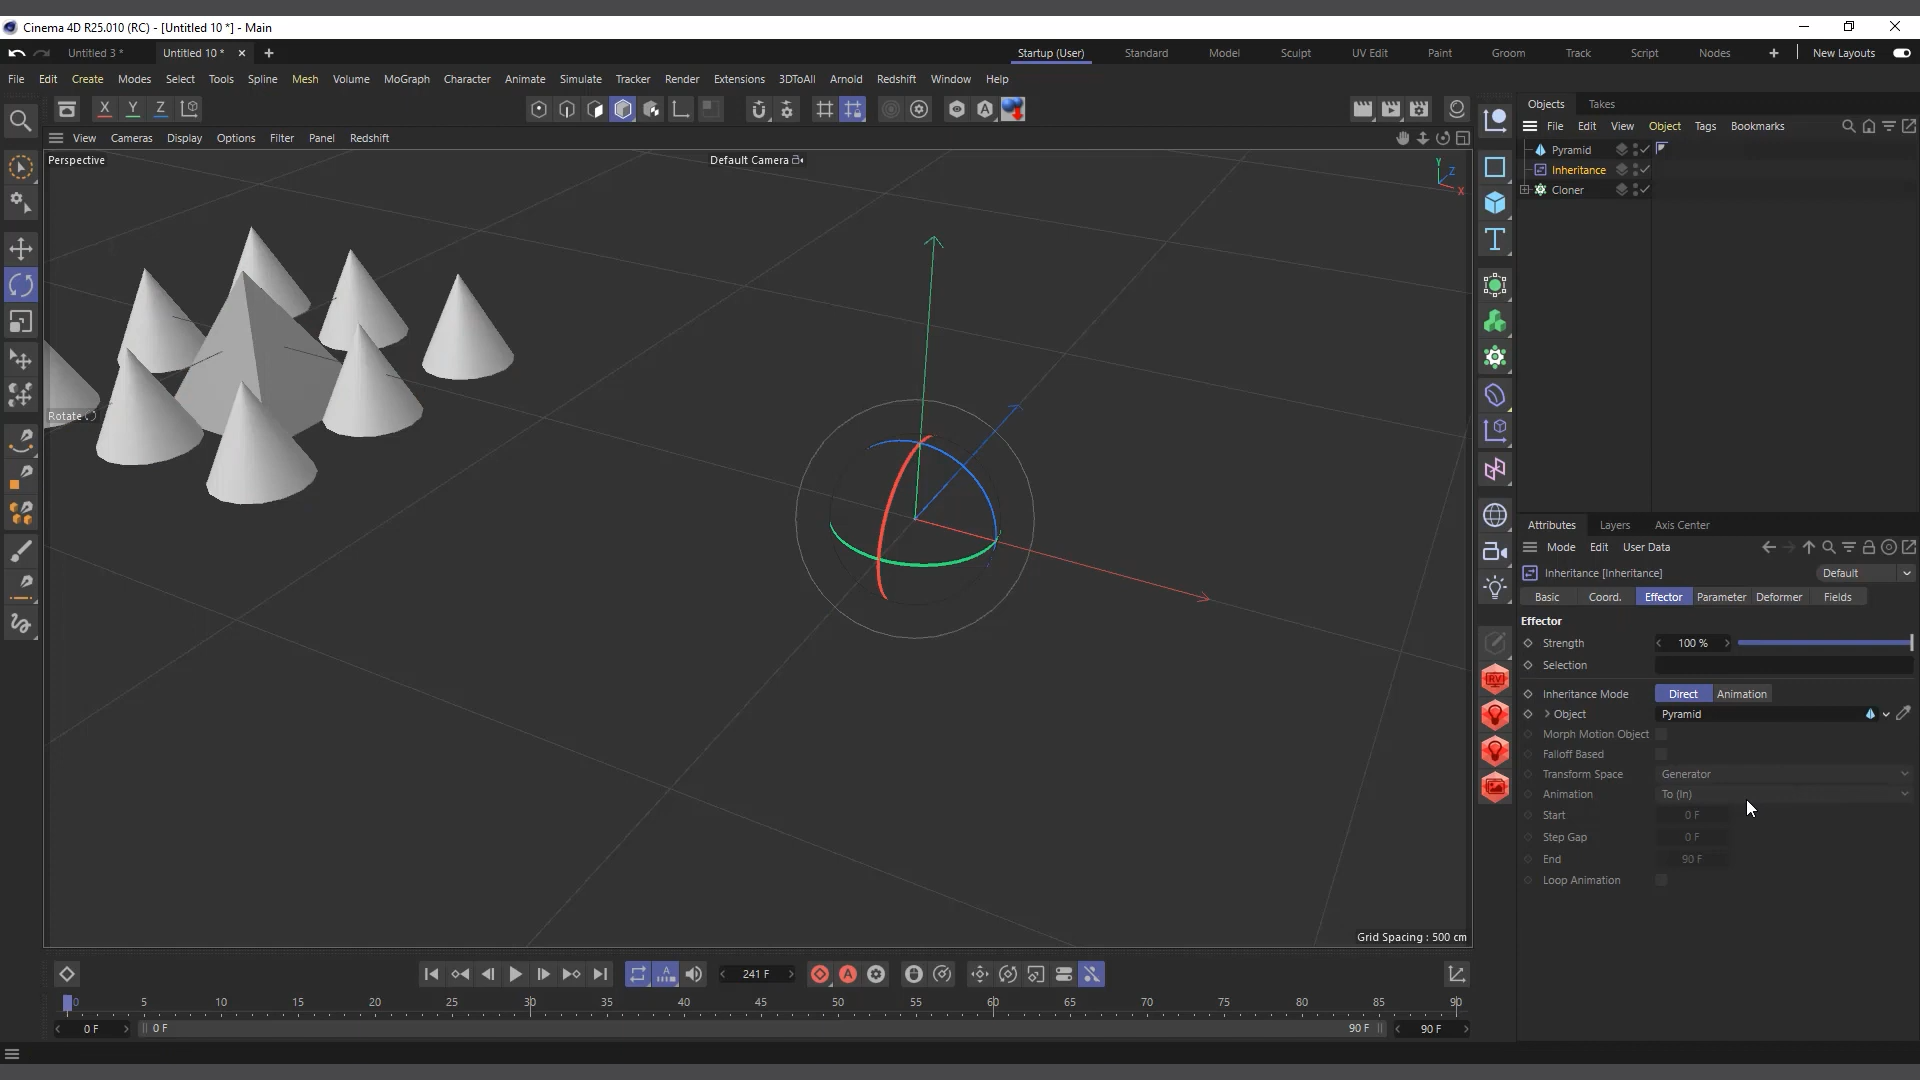 Cinema 4D R25.010 (RC) - [Untitled 10 *] - Main
Untitled 3 * Untitled 10 * Startup (User) Standard Model Sculpt UV Edit Paint Groom Track Script Nodes New Layouts
File Edit Create Modes Select Tools Spline Mesh Volume MoGraph Character Animate Simulate Tracker Render Extensions 3DToAll Arnold Redshift Window Help
X Y Z
View Cameras Display Options Filter Panel Redshift
Perspective Default Camera
Y
Z
X
Rotate
Grid Spacing : 500 cm
Objects Takes
File Edit View Object Tags Bookmarks
Pyramid
Inheritance
Cloner
Attributes Layers Axis Center
Mode Edit User Data
Inheritance [Inheritance] Default
Basic Coord. Effector Parameter Deformer Fields
Effector
Strength 100 %
Selection
Inheritance Mode Direct Animation
Object Pyramid
Morph Motion Object
Falloff Based
Transform Space Generator
Animation To (In)
Start 0 F
Step Gap 0 F
End 90 F
Loop Animation
RV
241 F
0 5 10 15 20 25 30 35 40 45 50 55 60 65 70 75 80 85 90
0 F 0 F 90 F 90 F